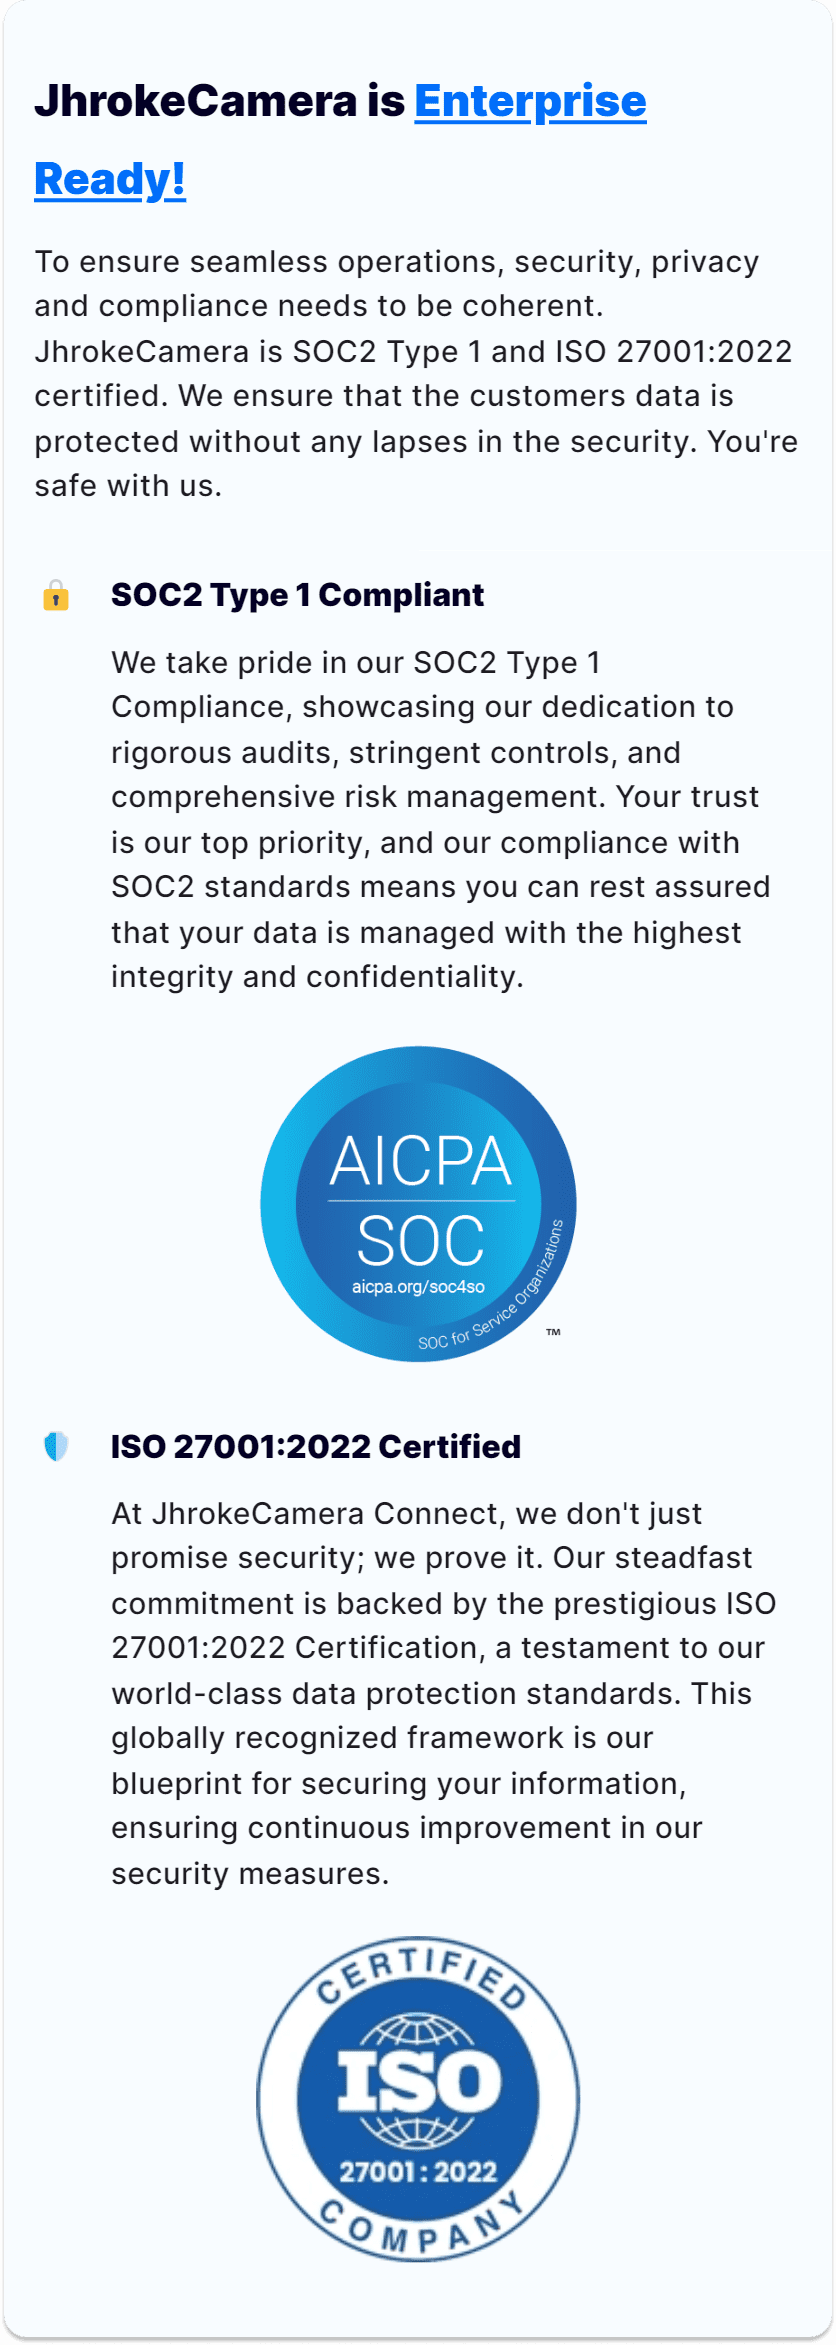 JhrokeCamera is Enterprise
Ready!
To ensure seamless operations, security, privacy
and compliance needs to be coherent.
JhrokeCamera is SOC2 Type 1 and ISO 27001:2022
certified. We ensure that the customers data is
protected without any lapses in the security. You're
safe with us.
SOC2 Type 1 Compliant
We take pride in our SOC2 Type 1
Compliance, showcasing our dedication to
rigorous audits, stringent controls, and
comprehensive risk management. Your trust
is our top priority, and our compliance with
SOC2 standards means you can rest assured
that your data is managed with the highest
integrity and confidentiality.
AICPA
SOC
aicpa.org/soc4so
SOC for Service Organizations
TM
ISO 27001:2022 Certified
At JhrokeCamera Connect, we don't just
promise security; we prove it. Our steadfast
commitment is backed by the prestigious ISO
27001:2022 Certification, a testament to our
world-class data protection standards. This
globally recognized framework is our
blueprint for securing your information,
ensuring continuous improvement in our
security measures.
CERTIFIED
ISO
27001:2022
COMPANY